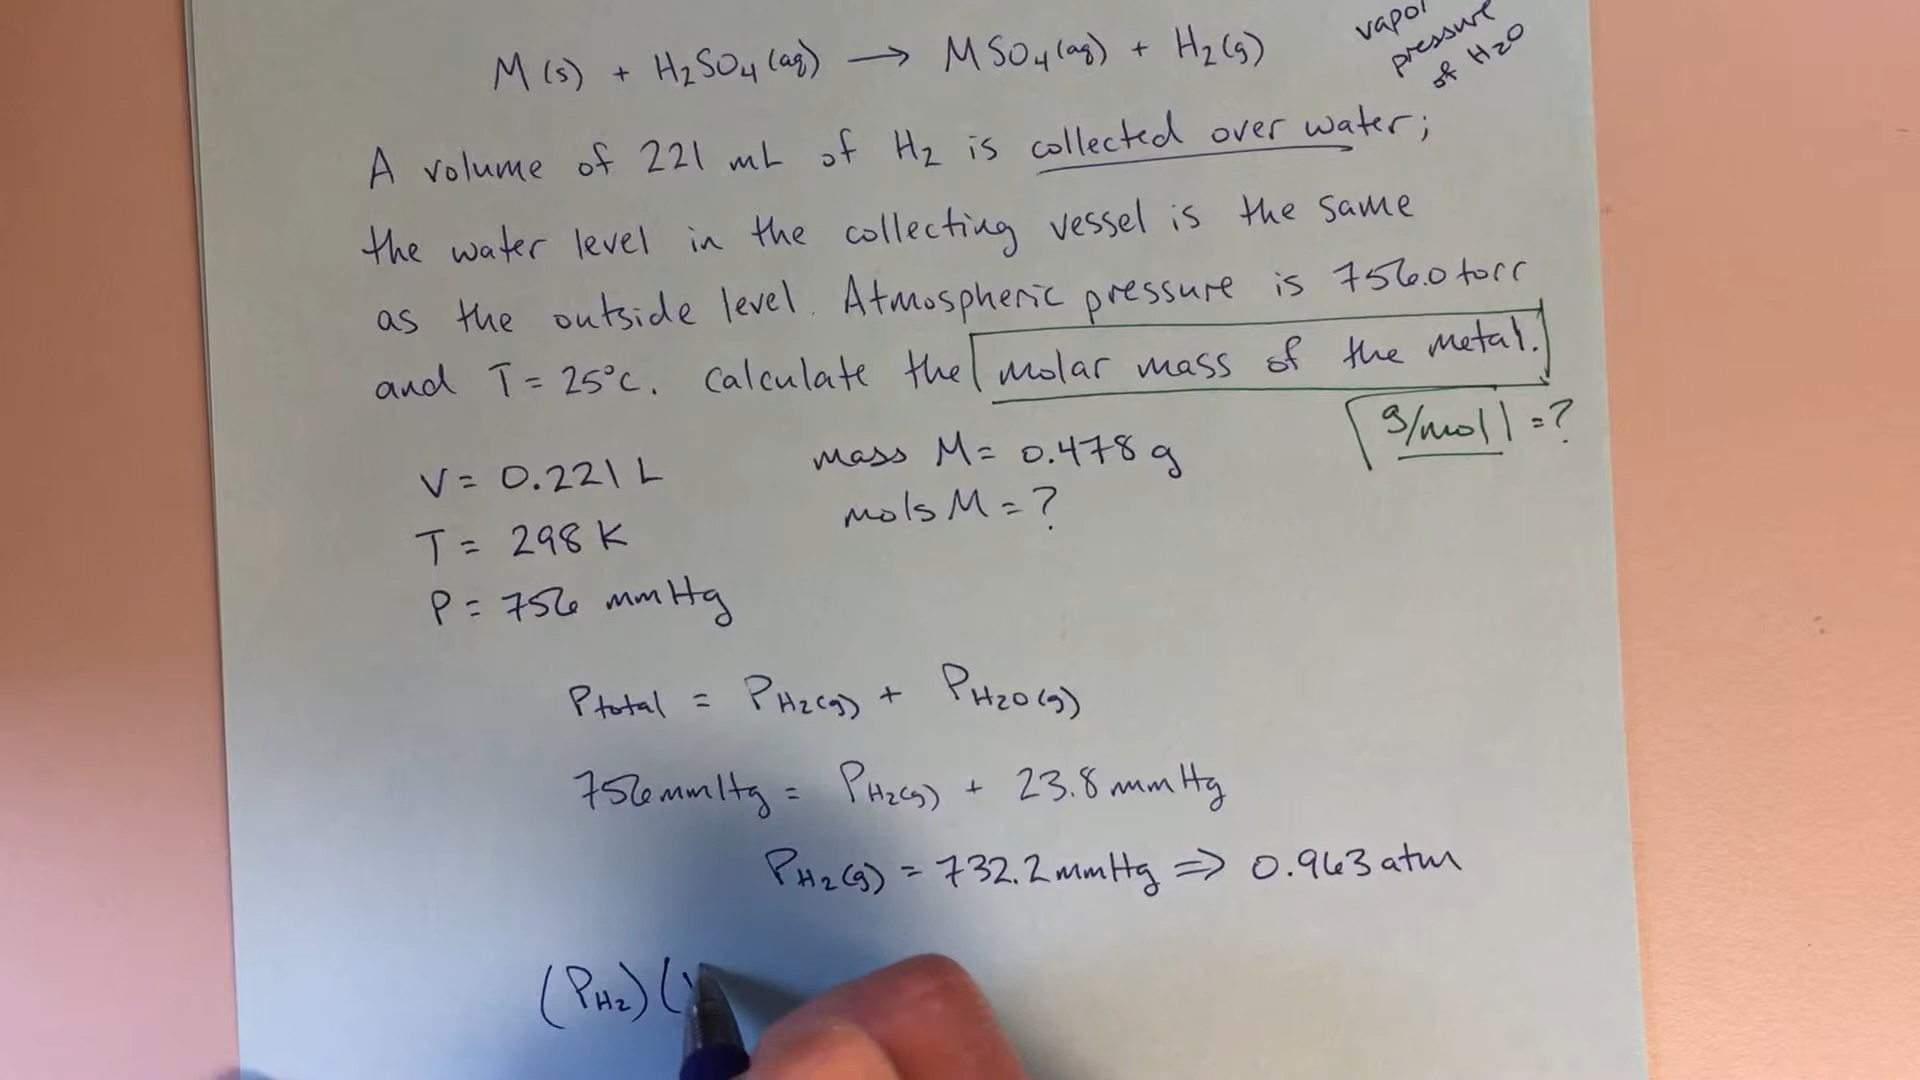 M(s) + H₂SO₄(aq) → MSO₄(aq) + H₂(g)
vapor
pressure
of H₂O
A volume of 221 mL of H₂ is collected over water;
the water level in the collecting vessel is the same
as the outside level. Atmospheric pressure is 756.0 torr
and T = 25°C. Calculate the molar mass of the metal.
g/mol = ?
V = 0.221 L
mass M = 0.478 g
T = 298 K
mols M = ?
P = 756 mmHg
Ptotal = PH₂(g) + PH₂O(g)
756 mmHg = PH₂(g) + 23.8 mmHg
PH₂(g) = 732.2 mmHg ⇒ 0.963 atm
(PH₂)(